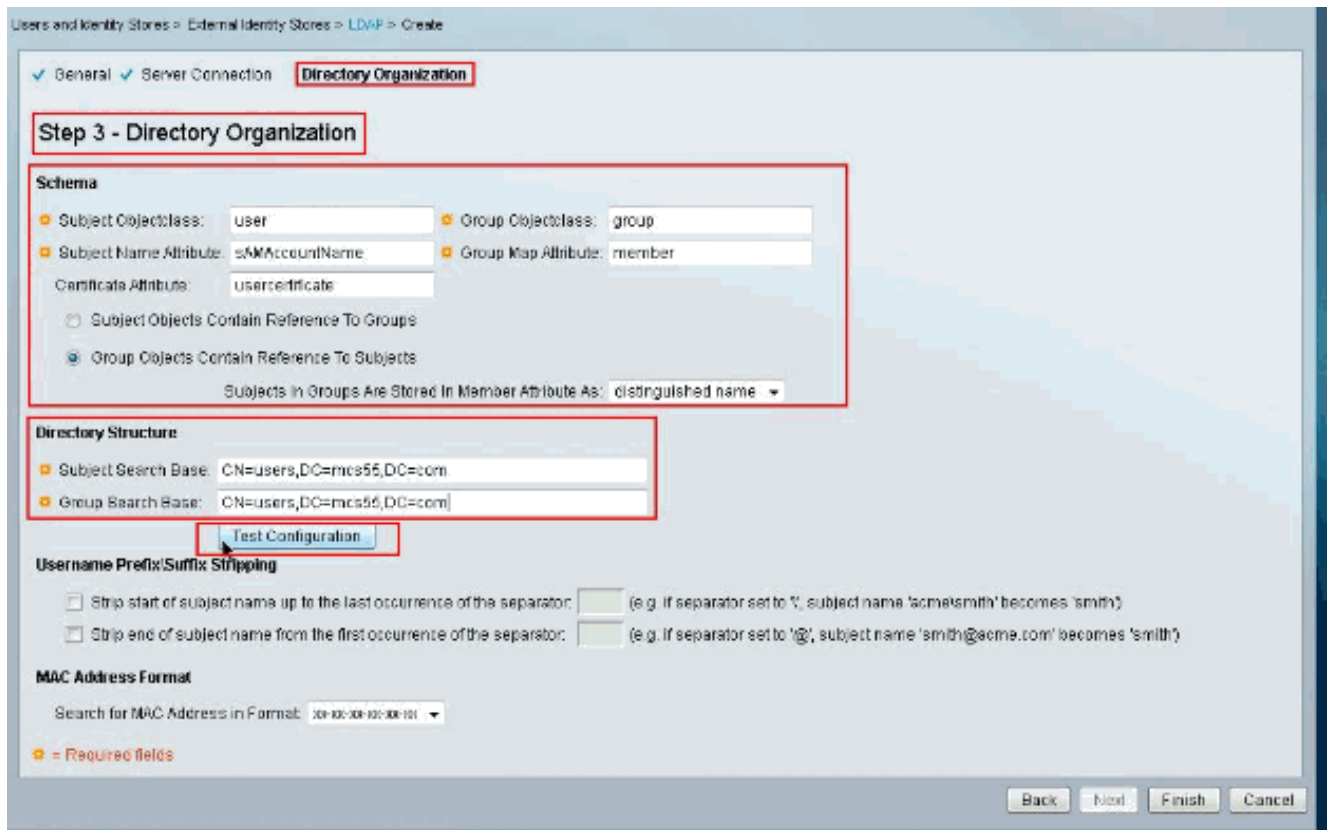 Users and Identity Stores > External Identity Stores > LDAP > Create
General Server Connection Directory Organization
Step 3 - Directory Organization
Schema
Subject Objectclass: user Group Objectclass: group
Subject Name Attribute: sAMAccountName Group Map Attribute: member
Certificate Attribute: usercertificate
Subject Objects Contain Reference To Groups
Group Objects Contain Reference To Subjects
Subjects In Groups Are Stored In Member Attribute As: distinguished name
Directory Structure
Subject Search Base: CN=users,DC=mcs55,DC=com
Group Search Base: CN=users,DC=mcs55,DC=com
Test Configuration
Username Prefix\Suffix Stripping
Strip start of subject name up to the last occurrence of the separator: (e.g. if separator set to '\', subject name 'acme\smith' becomes 'smith')
Strip end of subject name from the first occurrence of the separator: (e.g. if separator set to '@', subject name 'smith@acme.com' becomes 'smith')
MAC Address Format
Search for MAC Address in Format: xx-xx-xx-xx-xx-xx
= Required fields
Back Next Finish Cancel